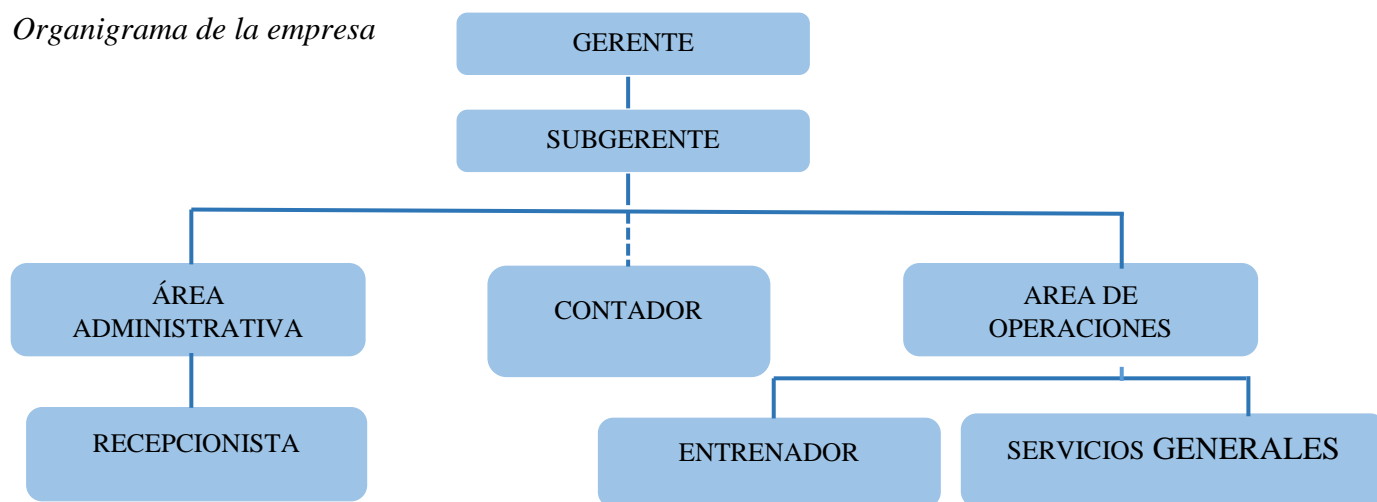 Organigrama de la empresa
GERENTE
SUBGERENTE
ÁREA
ADMINISTRATIVA
CONTADOR
AREA DE
OPERACIONES
RECEPCIONISTA
ENTRENADOR
SERVICIOS GENERALES